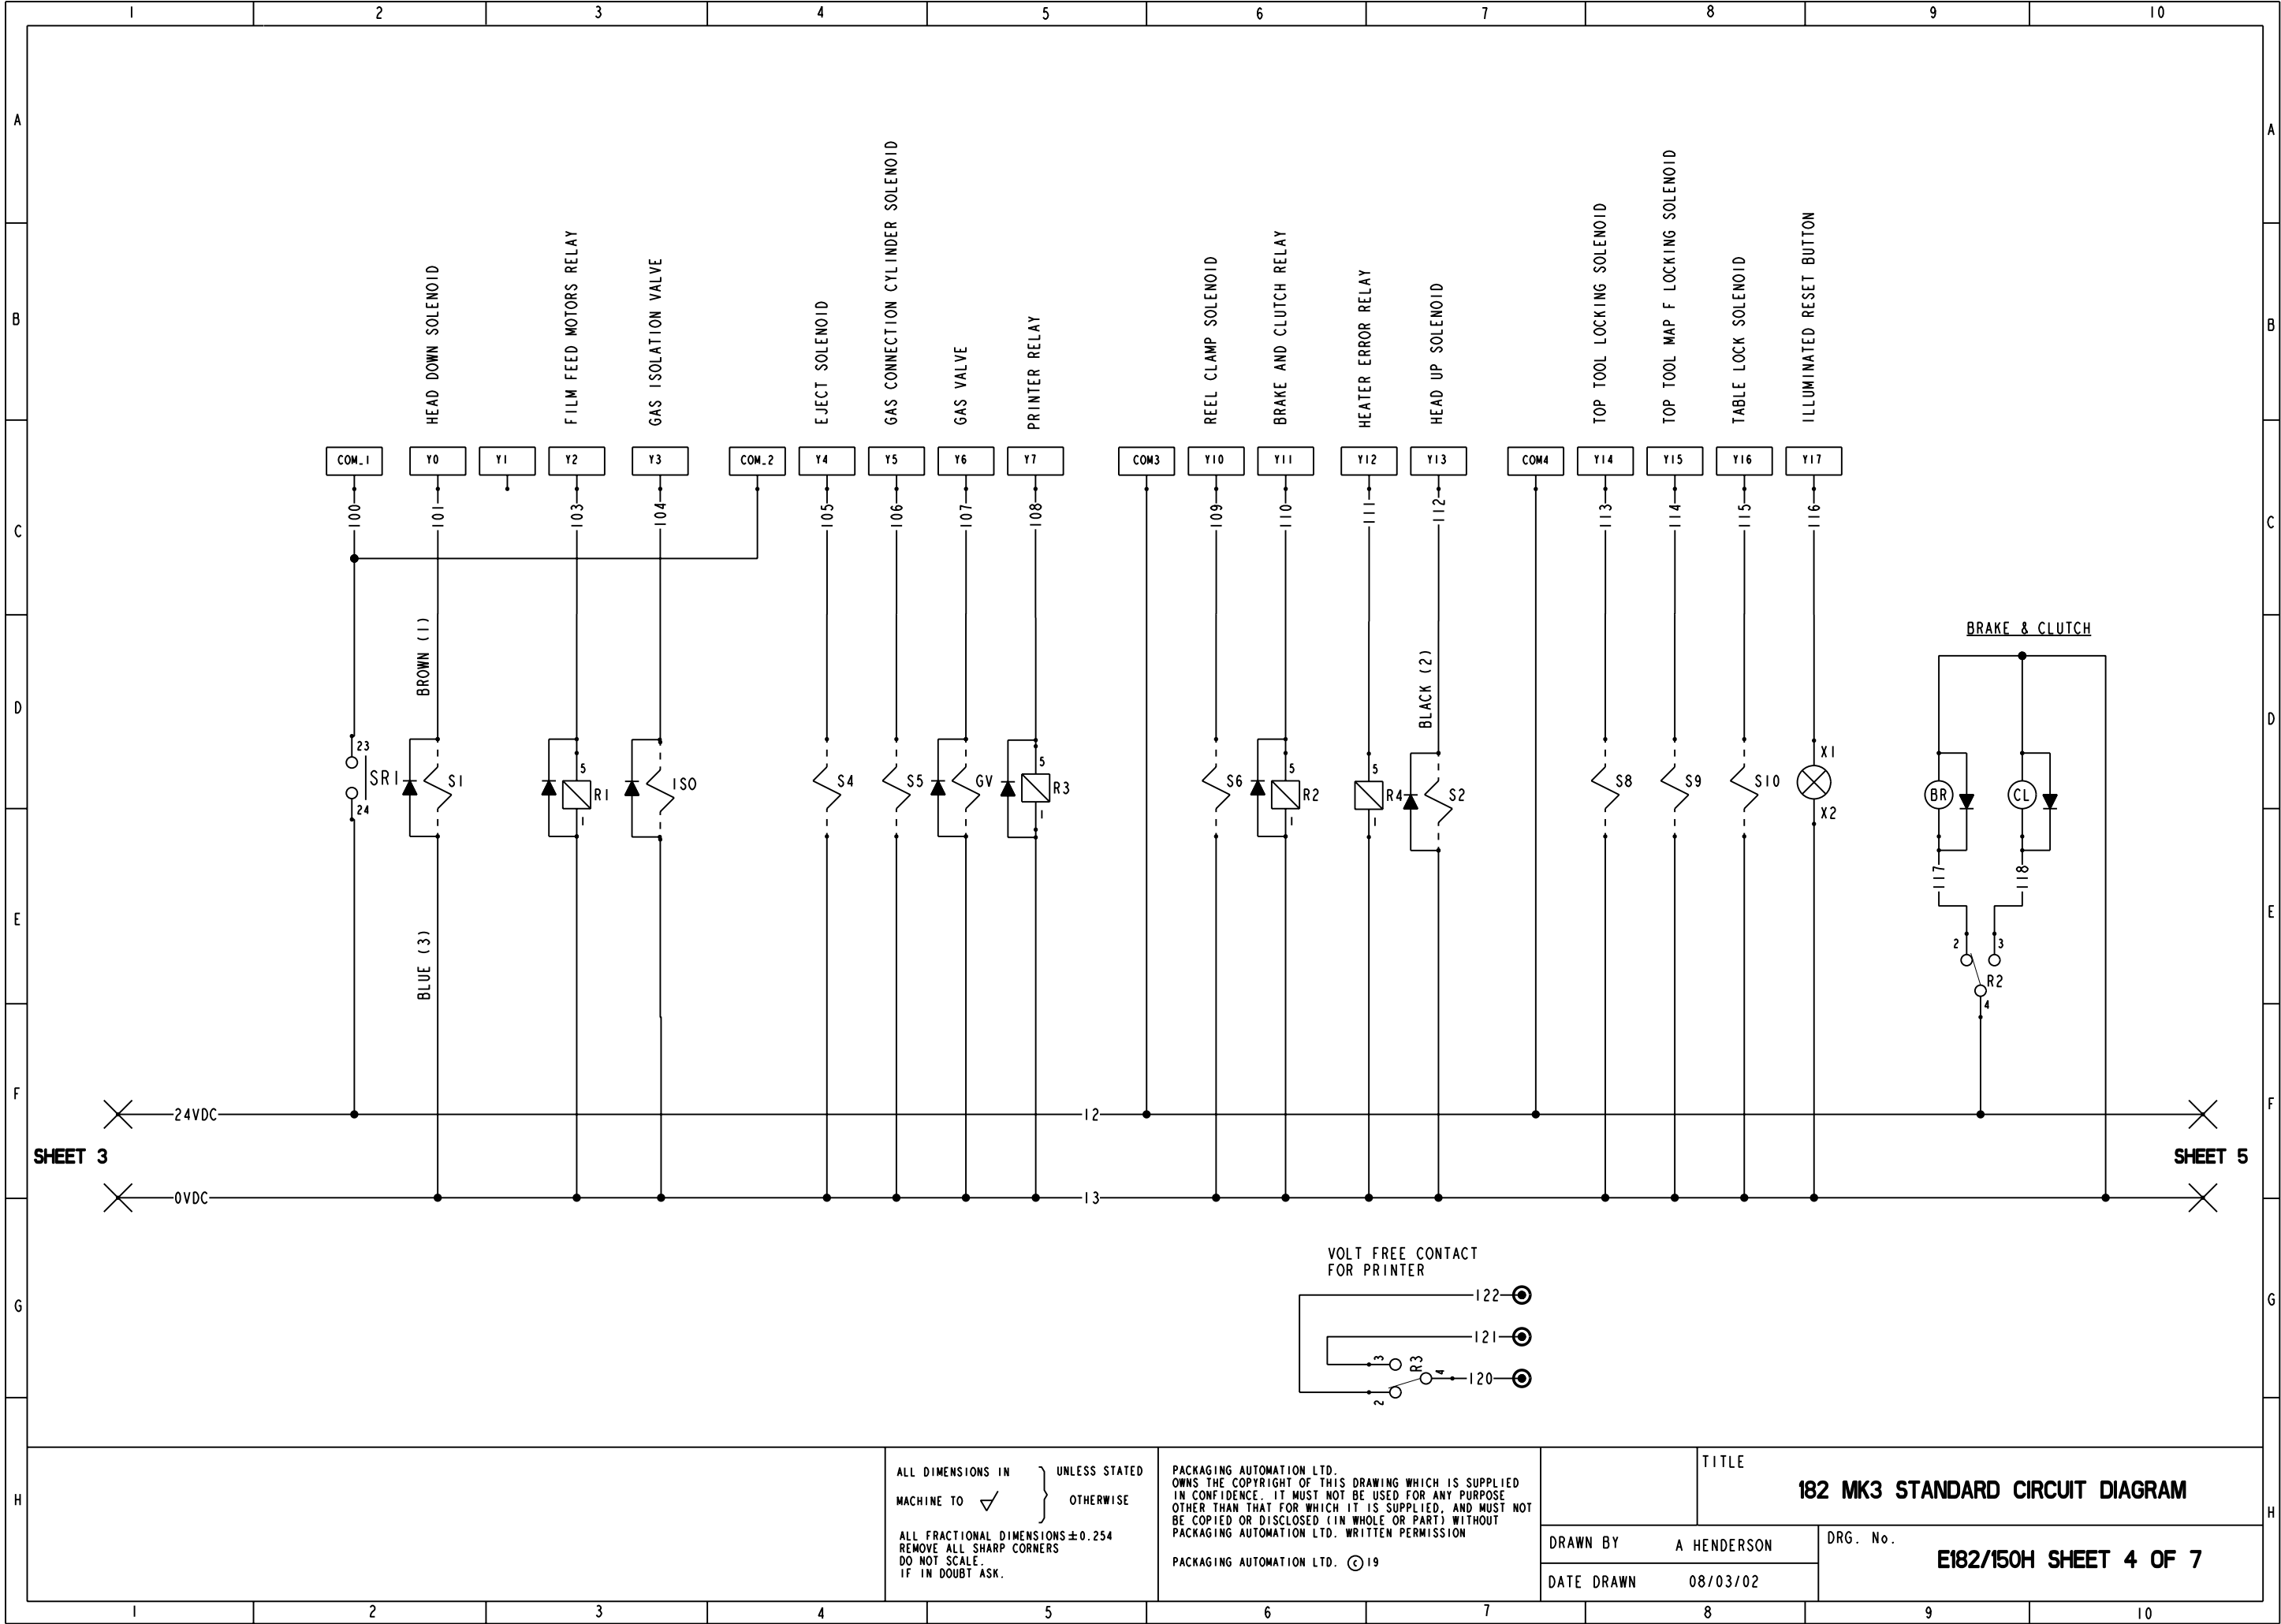 1 2 3 4 5 6 7 8 9 10
A A
HEAD DOWN SOLENOID
FILM FEED MOTORS RELAY
GAS ISOLATION VALVE
EJECT SOLENOID
GAS CONNECTION CYLINDER SOLENOID
GAS VALVE
PRINTER RELAY
REEL CLAMP SOLENOID
BRAKE AND CLUTCH RELAY
HEATER ERROR RELAY
HEAD UP SOLENOID
TOP TOOL LOCKING SOLENOID
TOP TOOL MAP F LOCKING SOLENOID
TABLE LOCK SOLENOID
ILLUMINATED RESET BUTTON
B B
COM_1 Y0 Y1 Y2 Y3 COM_2 Y4 Y5 Y6 Y7 COM3 Y10 Y11 Y12 Y13 COM4 Y14 Y15 Y16 Y17
100 101 103 104 105 106 107 108 109 110 111 112 113 114 115 116
C C
BROWN (1)
BLACK (2)
BRAKE & CLUTCH
D D
23
SR1
24
S1
5
R1
1
ISO
S4
S5
GV
5
R3
1
S6
5
R2
1
5
R4
1
S2
S8
S9
S10
X1
X2
BR
CL
117 118
E E
BLUE (3)
2 3
R2
4
F F
24VDC 12
SHEET 3 SHEET 5
0VDC 13
VOLT FREE CONTACT
FOR PRINTER
122
121
3 R3 4 120
2
G G
H H
ALL DIMENSIONS IN UNLESS STATED
MACHINE TO OTHERWISE
ALL FRACTIONAL DIMENSIONS±0.254
REMOVE ALL SHARP CORNERS
DO NOT SCALE.
IF IN DOUBT ASK.
PACKAGING AUTOMATION LTD.
OWNS THE COPYRIGHT OF THIS DRAWING WHICH IS SUPPLIED
IN CONFIDENCE. IT MUST NOT BE USED FOR ANY PURPOSE
OTHER THAN THAT FOR WHICH IT IS SUPPLIED, AND MUST NOT
BE COPIED OR DISCLOSED (IN WHOLE OR PART) WITHOUT
PACKAGING AUTOMATION LTD. WRITTEN PERMISSION
PACKAGING AUTOMATION LTD. © 19
TITLE
182 MK3 STANDARD CIRCUIT DIAGRAM
DRAWN BY A HENDERSON
DATE DRAWN 08/03/02
DRG. No.
E182/150H SHEET 4 OF 7
1 2 3 4 5 6 7 8 9 10